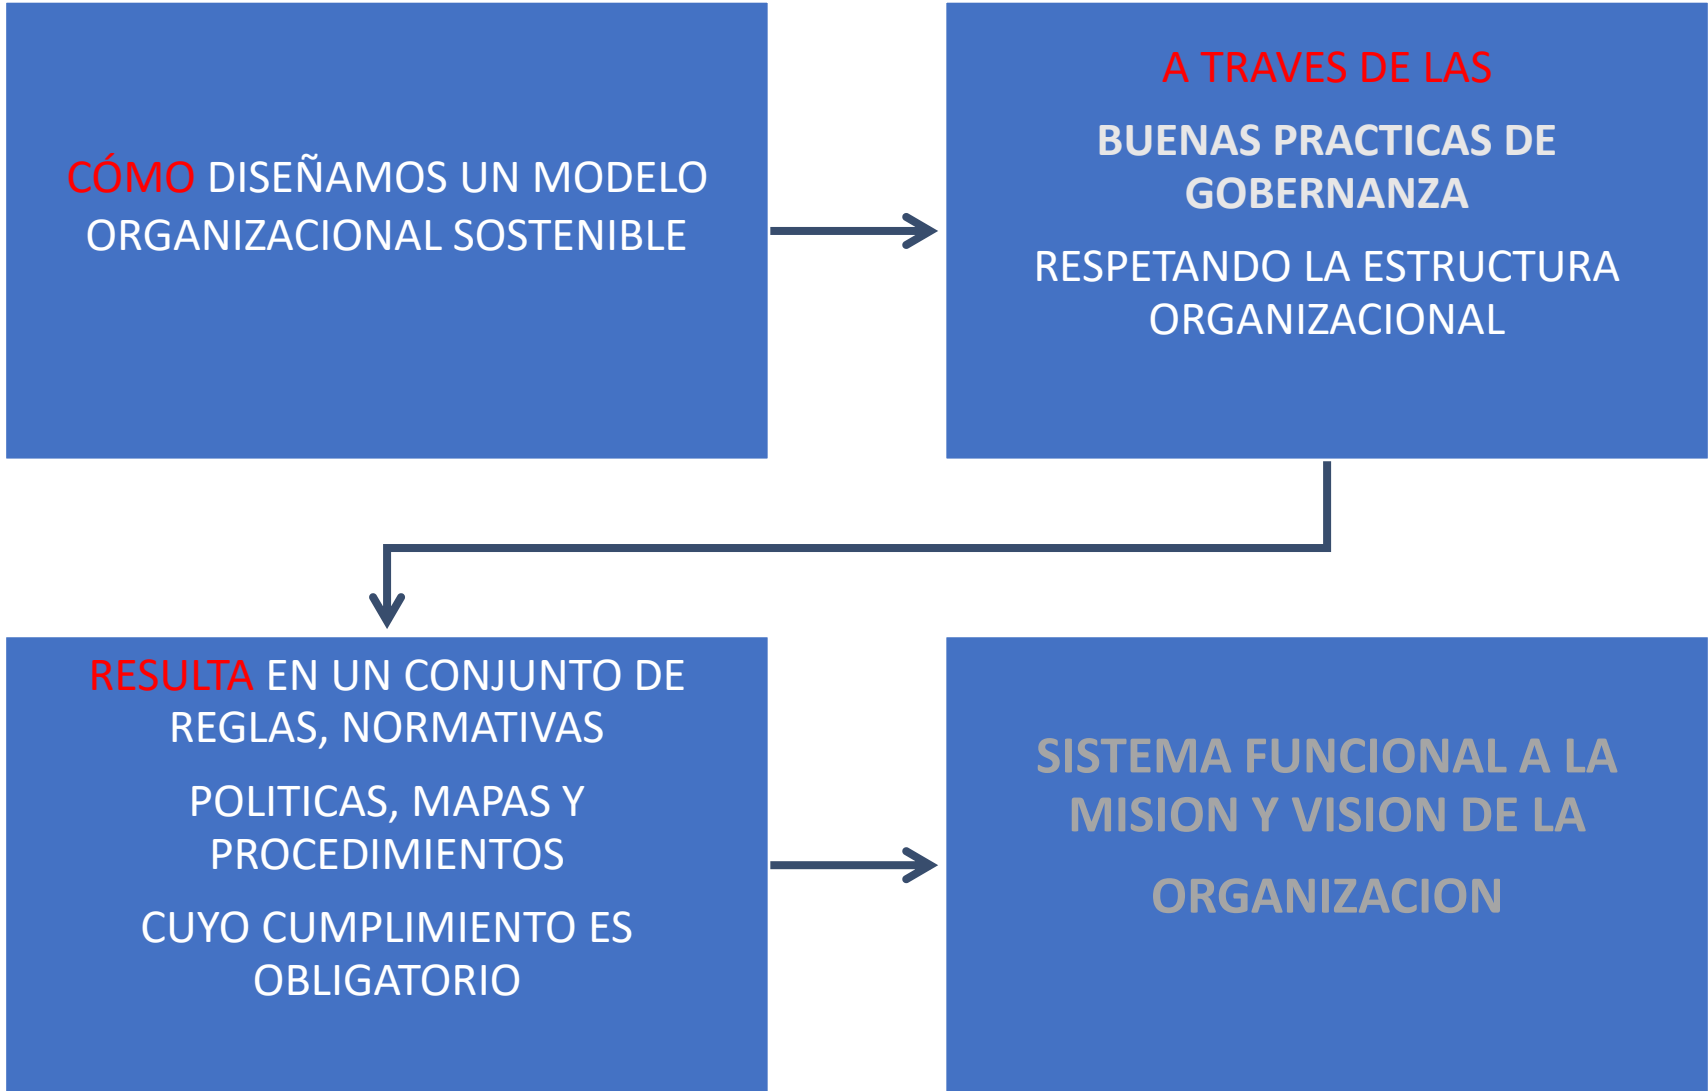 CÓMO DISEÑAMOS UN MODELO
ORGANIZACIONAL SOSTENIBLE
A TRAVES DE LAS
BUENAS PRACTICAS DE
GOBERNANZA
RESPETANDO LA ESTRUCTURA
ORGANIZACIONAL
RESULTA EN UN CONJUNTO DE
REGLAS, NORMATIVAS
POLITICAS, MAPAS Y
PROCEDIMIENTOS
CUYO CUMPLIMIENTO ES
OBLIGATORIO
SISTEMA FUNCIONAL A LA
MISION Y VISION DE LA
ORGANIZACION